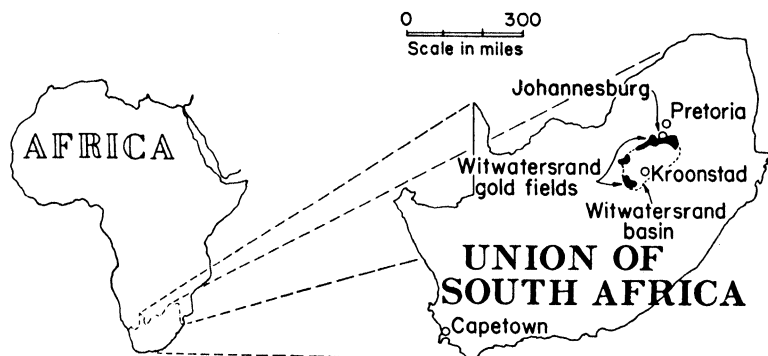 0 300
Scale in miles
AFRICA
Johannesburg
Pretoria
Witwatersrand
gold fields
Kroonstad
Witwatersrand
basin
UNION OF
SOUTH AFRICA
Capetown